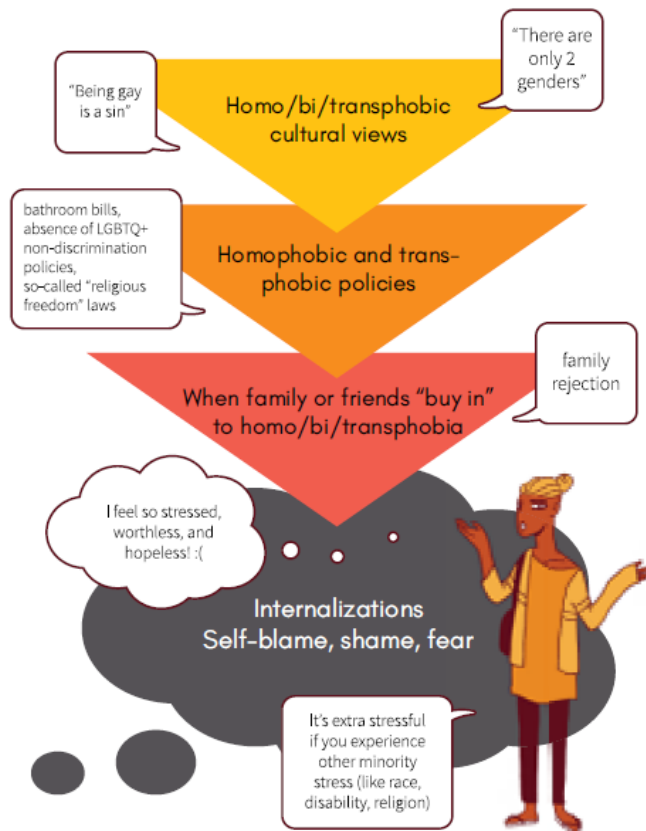 "There are
only 2
genders"
"Being gay
is a sin"
Homo/bi/transphobic
cultural views
bathroom bills,
absence of LGBTQ+
non-discrimination
policies,
so-called "religious
freedom" laws
Homophobic and trans-
phobic policies
family
rejection
When family or friends "buy in"
to homo/bi/transphobia
I feel so stressed,
worthless, and
hopeless! :(
Internalizations
Self-blame, shame, fear
It's extra stressful
if you experience
other minority
stress (like race,
disability, religion)